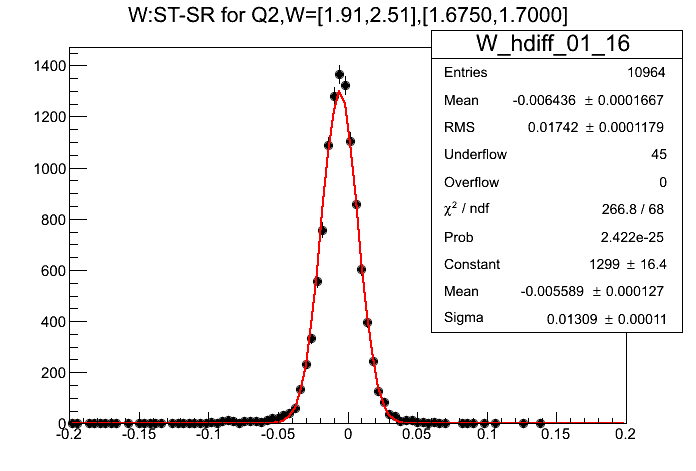 W:ST-SR for Q2,W=[1.91,2.51],[1.6750,1.7000]
W_hdiff_01_16
Entries 10964
Mean -0.006436 ± 0.0001667
RMS 0.01742 ± 0.0001179
Underflow 45
Overflow 0
χ² / ndf 266.8 / 68
Prob 2.422e-25
Constant 1299 ± 16.4
Mean -0.005589 ± 0.000127
Sigma 0.01309 ± 0.00011
1400
1200
1000
800
600
400
200
0
-0.2 -0.15 -0.1 -0.05 0 0.05 0.1 0.15 0.2